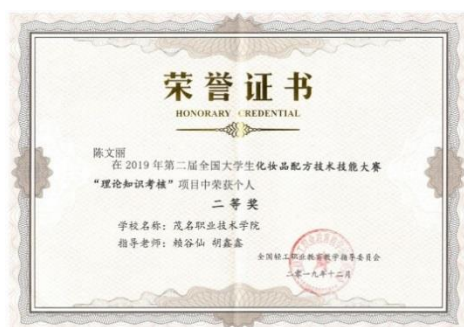 荣誉证书
HONORARY CREDENTIAL
陈文丽
在 2019 年第二届全国大学生化妆品配方技术技能大赛
“理论知识考核”项目中荣获个人
二等奖
学校名称：茂名职业技术学院
指导老师：赖谷仙 胡鑫鑫
全国轻工职业教育教学指导委员会
二零一九年十二月